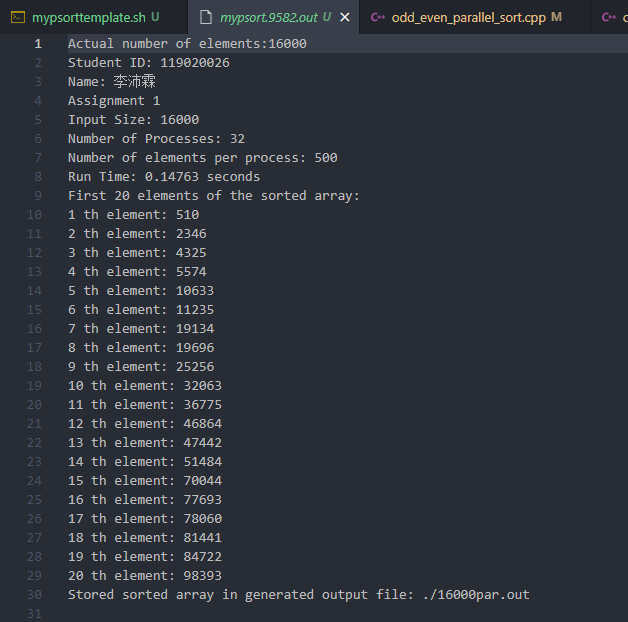 mypsorttemplate.sh U mypsort.9582.out U odd_even_parallel_sort.cpp M
1 Actual number of elements:16000
2 Student ID: 119020026
3 Name: 李沛霖
4 Assignment 1
5 Input Size: 16000
6 Number of Processes: 32
7 Number of elements per process: 500
8 Run Time: 0.14763 seconds
9 First 20 elements of the sorted array:
10 1 th element: 510
11 2 th element: 2346
12 3 th element: 4325
13 4 th element: 5574
14 5 th element: 10633
15 6 th element: 11235
16 7 th element: 19134
17 8 th element: 19696
18 9 th element: 25256
19 10 th element: 32063
20 11 th element: 36775
21 12 th element: 46864
22 13 th element: 47442
23 14 th element: 51484
24 15 th element: 70044
25 16 th element: 77693
26 17 th element: 78060
27 18 th element: 81441
28 19 th element: 84722
29 20 th element: 98393
30 Stored sorted array in generated output file: ./16000par.out
31